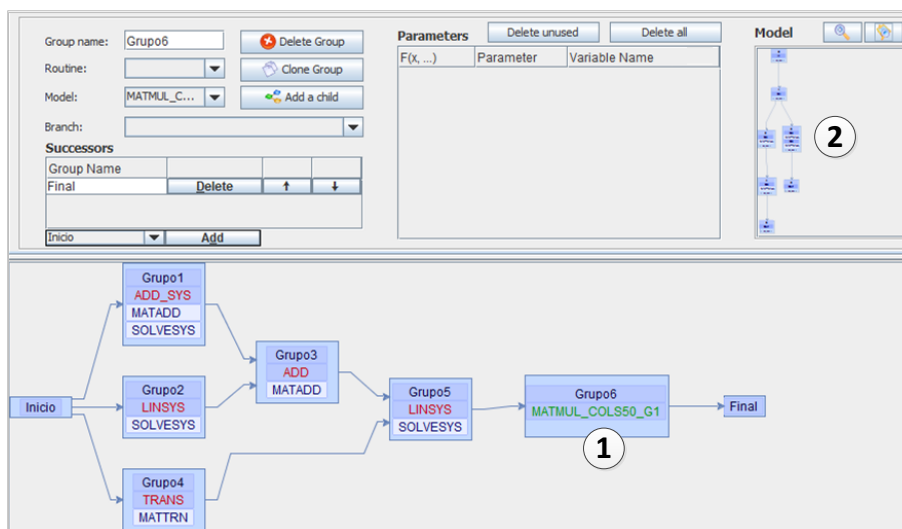 Group name: Grupo6 Delete Group
Routine: Clone Group
Model: MATMUL_C... Add a child
Branch:
Successors
Group Name
Final Delete
Inicio Add
Parameters Delete unused Delete all
F(x, ...) Parameter Variable Name
Model
2
Inicio
Grupo1
ADD_SYS
MATADD
SOLVESYS
Grupo2
LINSYS
SOLVESYS
Grupo4
TRANS
MATTRN
Grupo3
ADD
MATADD
Grupo5
LINSYS
SOLVESYS
Grupo6
MATMUL_COLS50_G1
1
Final